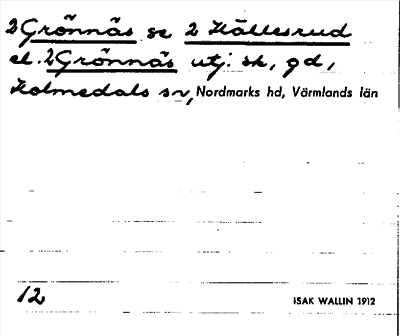 2 Grönnäs se 2 Hällesrud
el. 2 Grönnäs utj. sk, gd,
Holmedals sn, Nordmarks hd, Värmlands län
12
ISAK WALLIN 1912